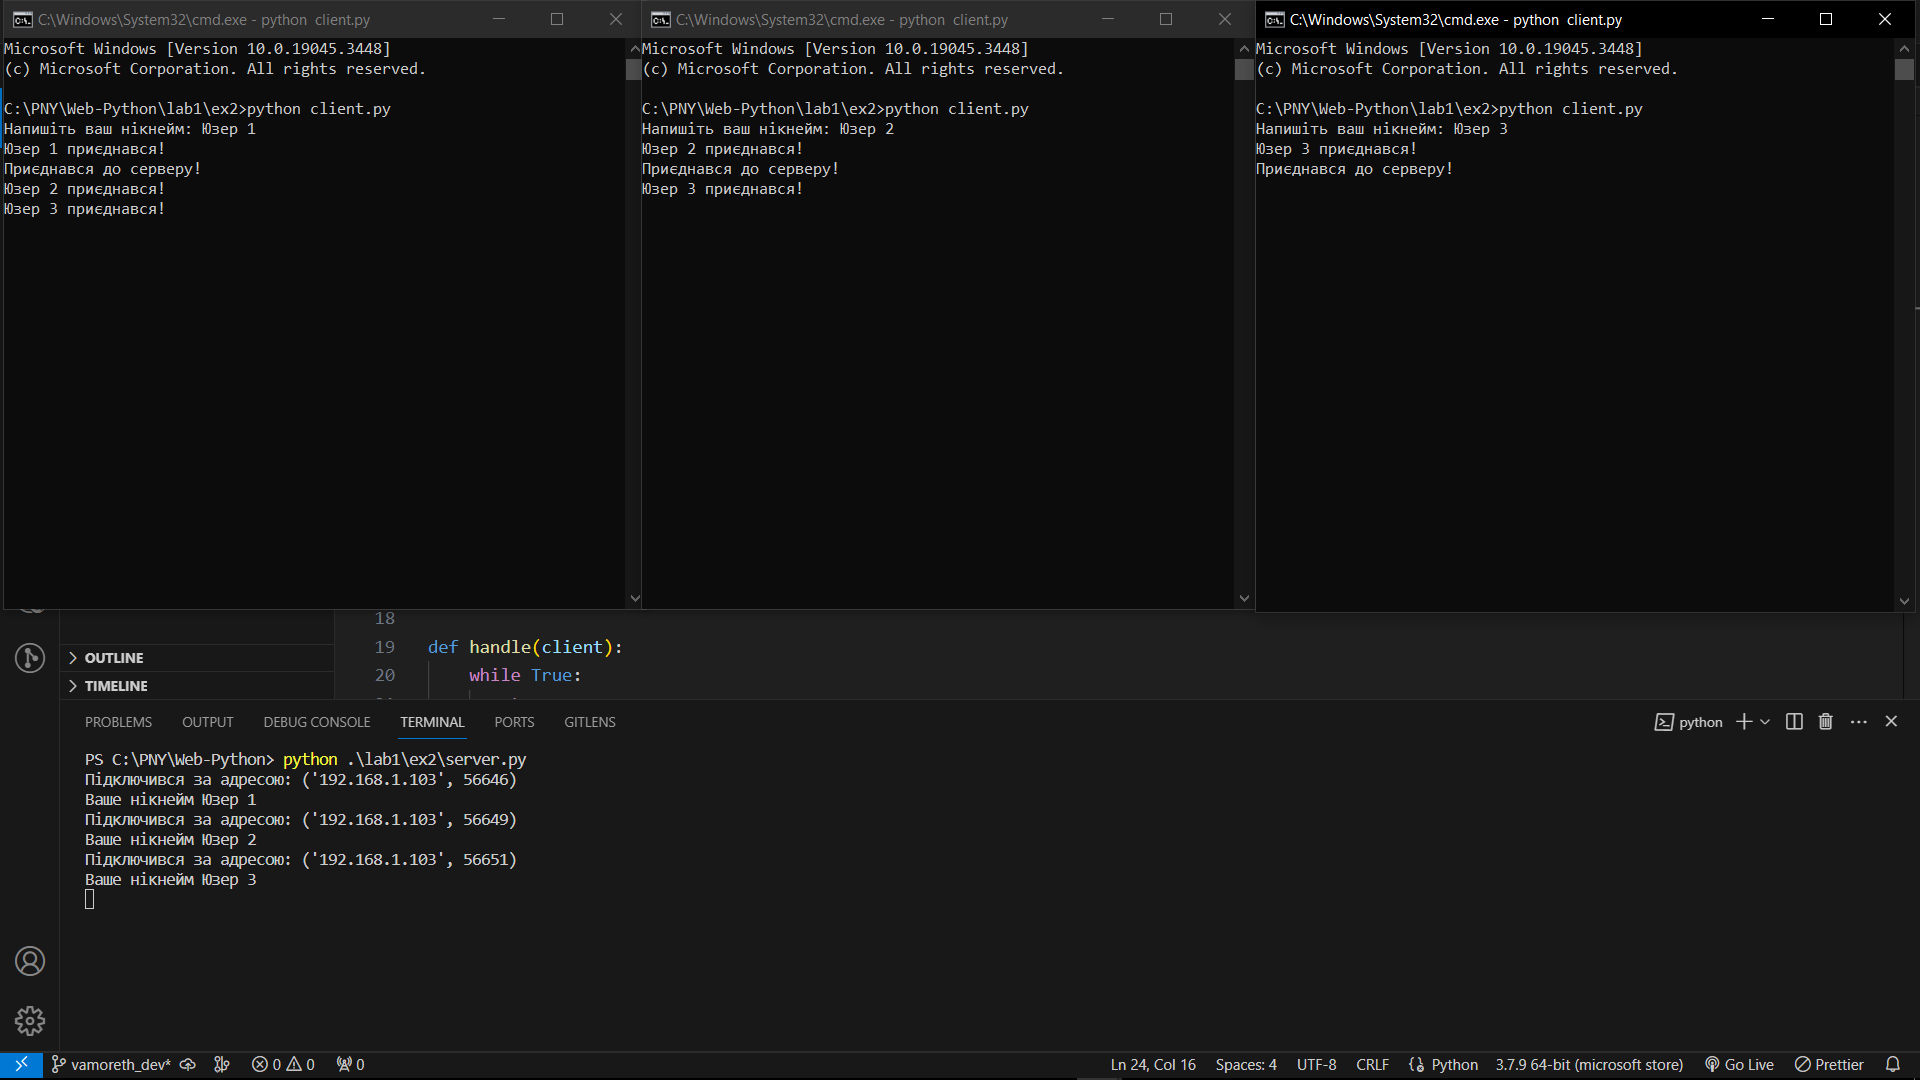 C:\Windows\System32\cmd.exe - python  client.py
Microsoft Windows [Version 10.0.19045.3448]
(c) Microsoft Corporation. All rights reserved.
C:\PNY\Web-Python\lab1\ex2>python client.py
Напишіть ваш нікнейм: Юзер 1
Юзер 1 приєднався!
Приєднався до серверу!
Юзер 2 приєднався!
Юзер 3 приєднався!
C:\Windows\System32\cmd.exe - python  client.py
Microsoft Windows [Version 10.0.19045.3448]
(c) Microsoft Corporation. All rights reserved.
C:\PNY\Web-Python\lab1\ex2>python client.py
Напишіть ваш нікнейм: Юзер 2
Юзер 2 приєднався!
Приєднався до серверу!
Юзер 3 приєднався!
C:\Windows\System32\cmd.exe - python  client.py
Microsoft Windows [Version 10.0.19045.3448]
(c) Microsoft Corporation. All rights reserved.
C:\PNY\Web-Python\lab1\ex2>python client.py
Напишіть ваш нікнейм: Юзер 3
Юзер 3 приєднався!
Приєднався до серверу!
OUTLINE
TIMELINE
18
19 def handle(client):
20 while True:
PROBLEMS OUTPUT DEBUG CONSOLE TERMINAL PORTS GITLENS
python
PS C:\PNY\Web-Python> python .\lab1\ex2\server.py
Підключився за адресою: ('192.168.1.103', 56646)
Ваше нікнейм Юзер 1
Підключився за адресою: ('192.168.1.103', 56649)
Ваше нікнейм Юзер 2
Підключився за адресою: ('192.168.1.103', 56651)
Ваше нікнейм Юзер 3
vamoreth_dev* 0 0 0 Ln 24, Col 16 Spaces: 4 UTF-8 CRLF Python 3.7.9 64-bit (microsoft store) Go Live Prettier